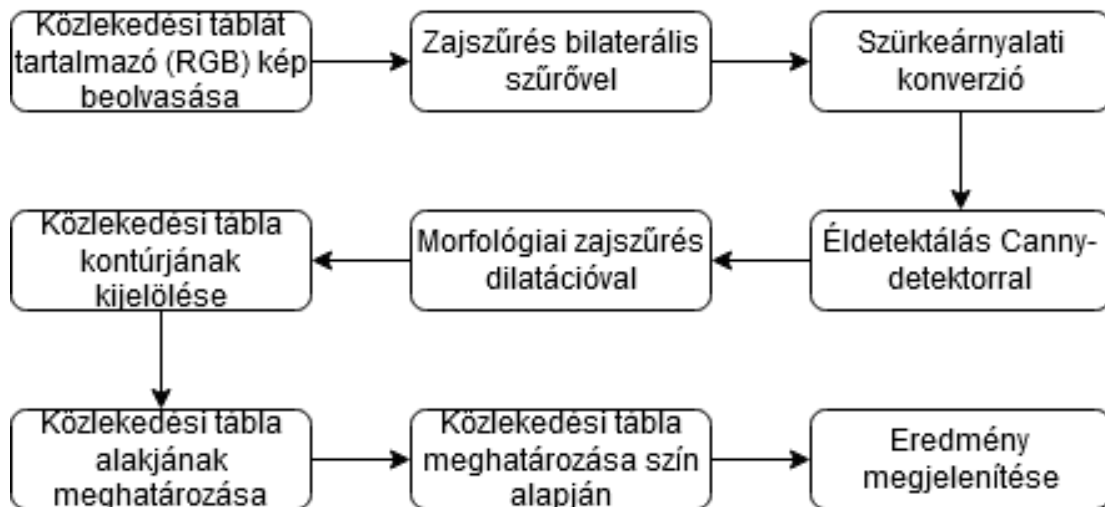 Közlekedési táblát
tartalmazó (RGB) kép
beolvasása
Zajszűrés bilaterális
szűrővel
Szürkeárnyalati
konverzió
Éldetektálás Canny-
detektorral
Morfológiai zajszűrés
dilatációval
Közlekedési tábla
kontúrjának
kijelölése
Közlekedési tábla
alakjának
meghatározása
Közlekedési tábla
meghatározása szín
alapján
Eredmény
megjelenítése